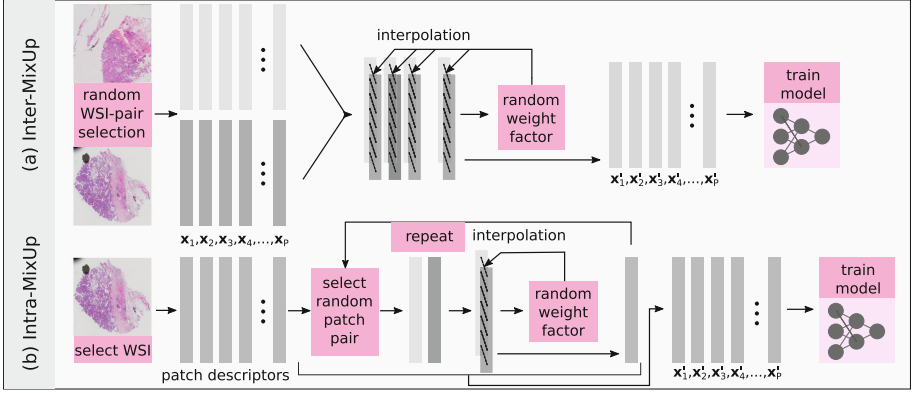 (a) Inter-MixUp
random
WSI-pair
selection
interpolation
random
weight
factor
train
model
x'1,x'2,x'3,x'4,...,x'P
x1,x2,x3,x4,...,xP
(b) Intra-MixUp
select WSI
patch descriptors
select
random
patch
pair
repeat
interpolation
random
weight
factor
x'1,x'2,x'3,x'4,...,x'P
train
model